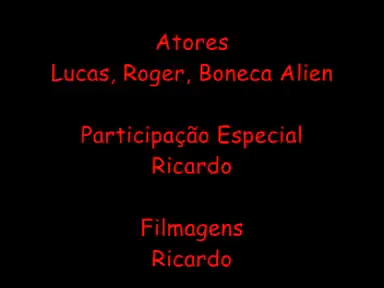 Atores
Lucas, Roger, Boneca Alien
Participação Especial
Ricardo
Filmagens
Ricardo